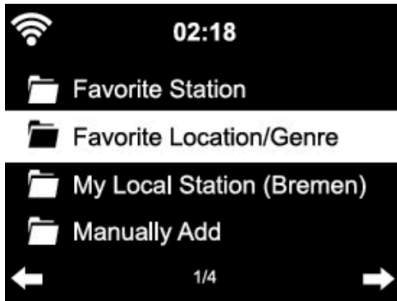 02:18
Favorite Station
Favorite Location/Genre
My Local Station (Bremen)
Manually Add
1/4